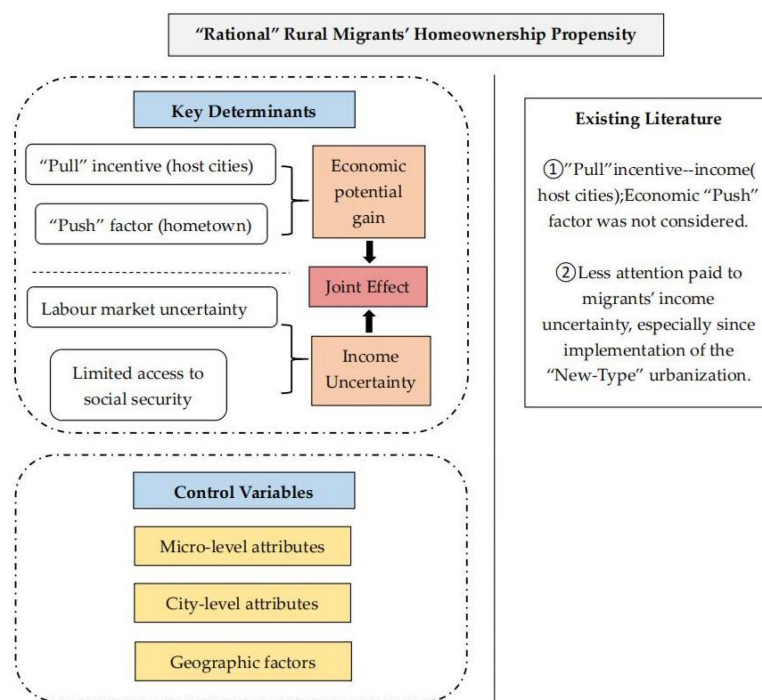 “Rational” Rural Migrants’ Homeownership Propensity
Key Determinants
“Pull” incentive (host cities)
“Push” factor (hometown)
Economic
potential
gain
Joint Effect
Labour market uncertainty
Limited access to
social security
Income
Uncertainty
Control Variables
Micro-level attributes
City-level attributes
Geographic factors
Existing Literature
①”Pull”incentive--income(
host cities);Economic “Push”
factor was not considered.
②Less attention paid to
migrants’ income
uncertainty, especially since
implementation of the
“New-Type” urbanization.